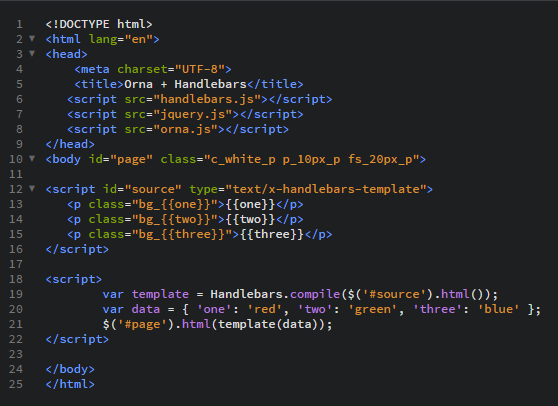 1 <!DOCTYPE html>
2 <html lang="en">
3 <head>
4 <meta charset="UTF-8">
5 <title>Orna + Handlebars</title>
6 <script src="handlebars.js"></script>
7 <script src="jquery.js"></script>
8 <script src="orna.js"></script>
9 </head>
10 <body id="page" class="c_white_p p_10px_p fs_20px_p">
11
12 <script id="source" type="text/x-handlebars-template">
13 <p class="bg_{{one}}">{{one}}</p>
14 <p class="bg_{{two}}">{{two}}</p>
15 <p class="bg_{{three}}">{{three}}</p>
16 </script>
17
18 <script>
19 var template = Handlebars.compile($('#source').html());
20 var data = { 'one': 'red', 'two': 'green', 'three': 'blue' };
21 $('#page').html(template(data));
22 </script>
23
24 </body>
25 </html>